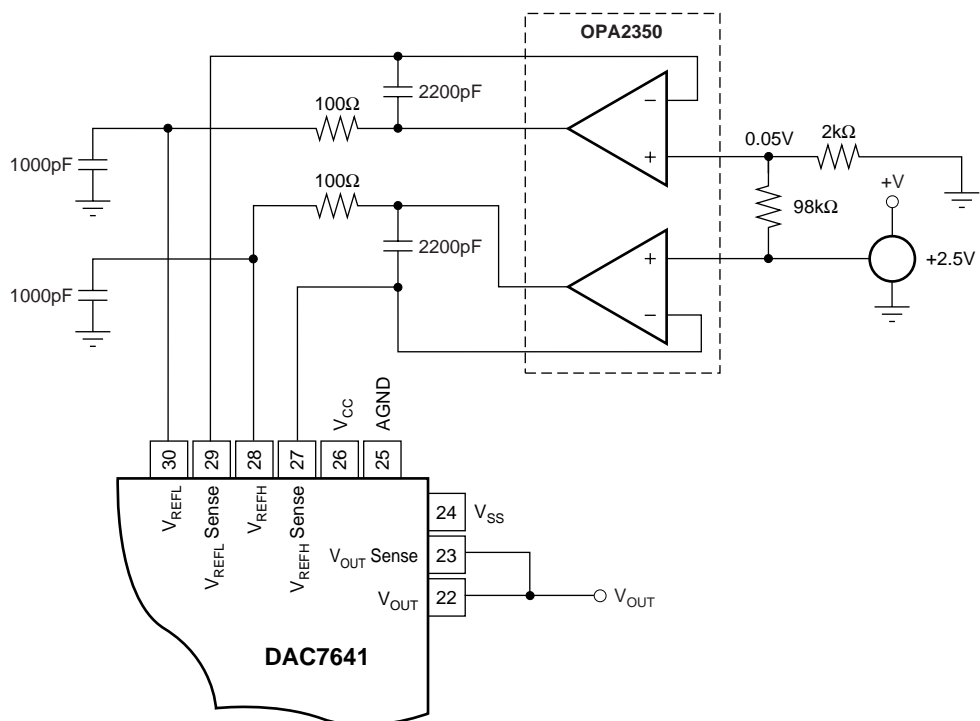 OPA2350
2200pF
100Ω
1000pF
0.05V
2kΩ
−
+
100Ω
98kΩ
+V
2200pF
+
−
+2.5V
1000pF
VCC
AGND
30
29
28
27
26
25
VREFL
VREFL Sense
VREFH
VREFH Sense
24
VSS
VOUT Sense
23
VOUT
22
VOUT
DAC7641